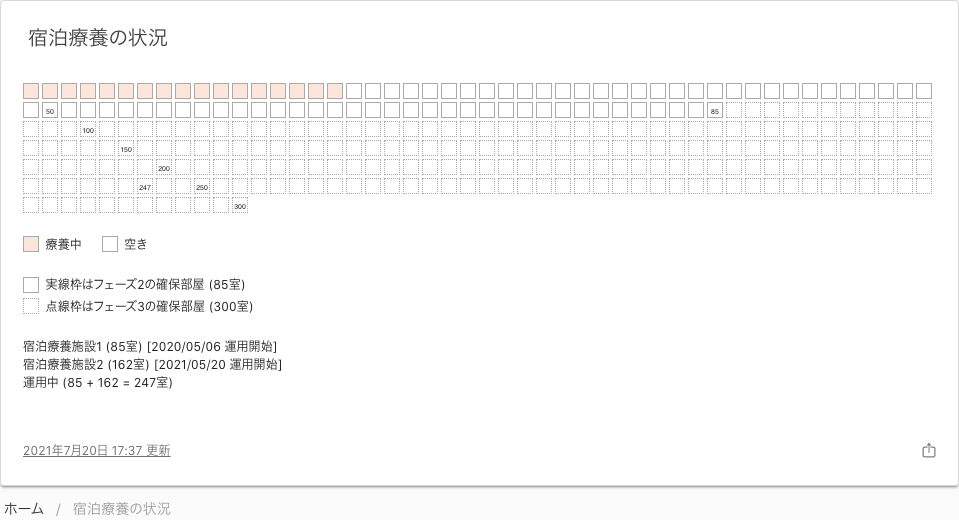 宿泊療養の状況
50
85
100
150
200
247
250
300
療養中
空き
実線枠はフェーズ2の確保部屋 (85室)
点線枠はフェーズ3の確保部屋 (300室)
宿泊療養施設1 (85室) [2020/05/06 運用開始]
宿泊療養施設2 (162室) [2021/05/20 運用開始]
運用中 (85 + 162 = 247室)
2021年7月20日 17:37 更新
ホーム / 宿泊療養の状況